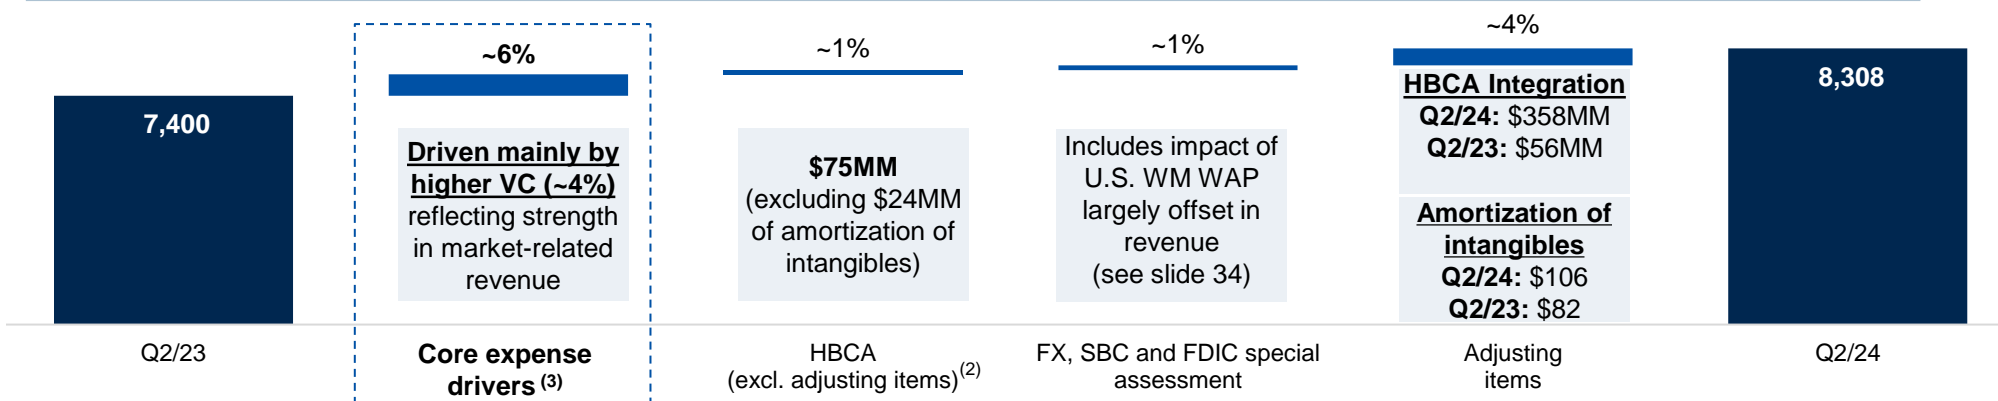 7,400
Q2/23
~6%
Driven mainly by
higher VC (~4%)
reflecting strength
in market-related
revenue
Core expense
drivers (3)
~1%
$75MM
(excluding $24MM
of amortization of
intangibles)
HBCA
(excl. adjusting items)(2)
~1%
Includes impact of
U.S. WM WAP
largely offset in
revenue
(see slide 34)
FX, SBC and FDIC special
assessment
~4%
HBCA Integration
Q2/24: $358MM
Q2/23: $56MM
Amortization of
intangibles
Q2/24: $106
Q2/23: $82
Adjusting
items
8,308
Q2/24